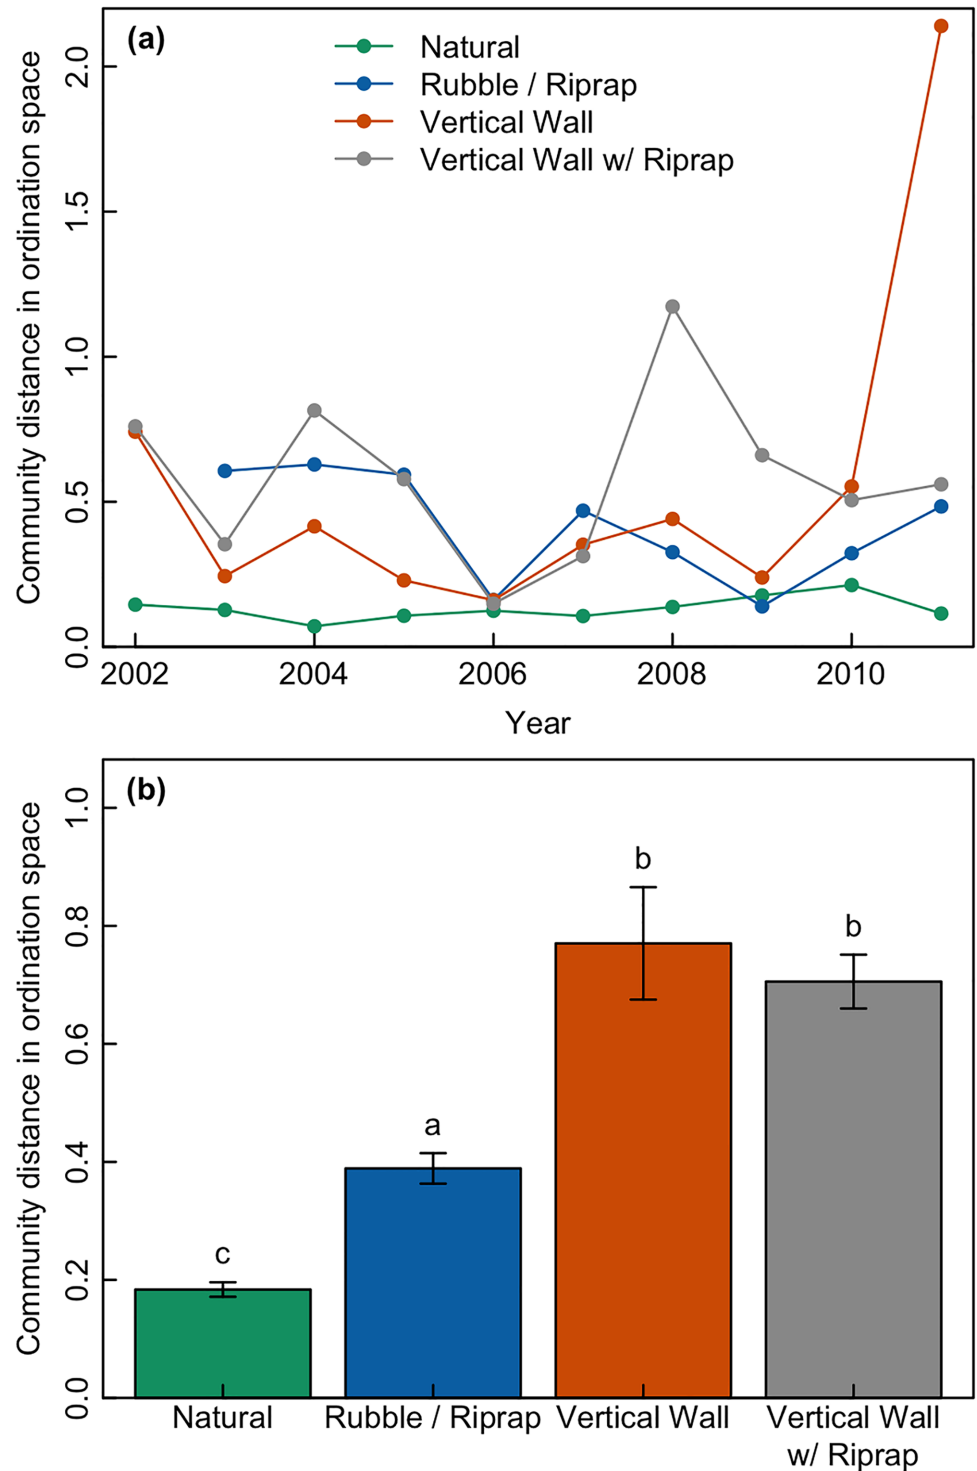 (a)
Natural
Rubble / Riprap
Vertical Wall
Vertical Wall w/ Riprap
Community distance in ordination space
2.0
1.5
1.0
0.5
0.0
2002 2004 2006 2008 2010
Year
(b)
Community distance in ordination space
1.0
0.8
0.6
0.4
0.2
0.0
c
a
b
b
Natural Rubble / Riprap Vertical Wall Vertical Wall
w/ Riprap